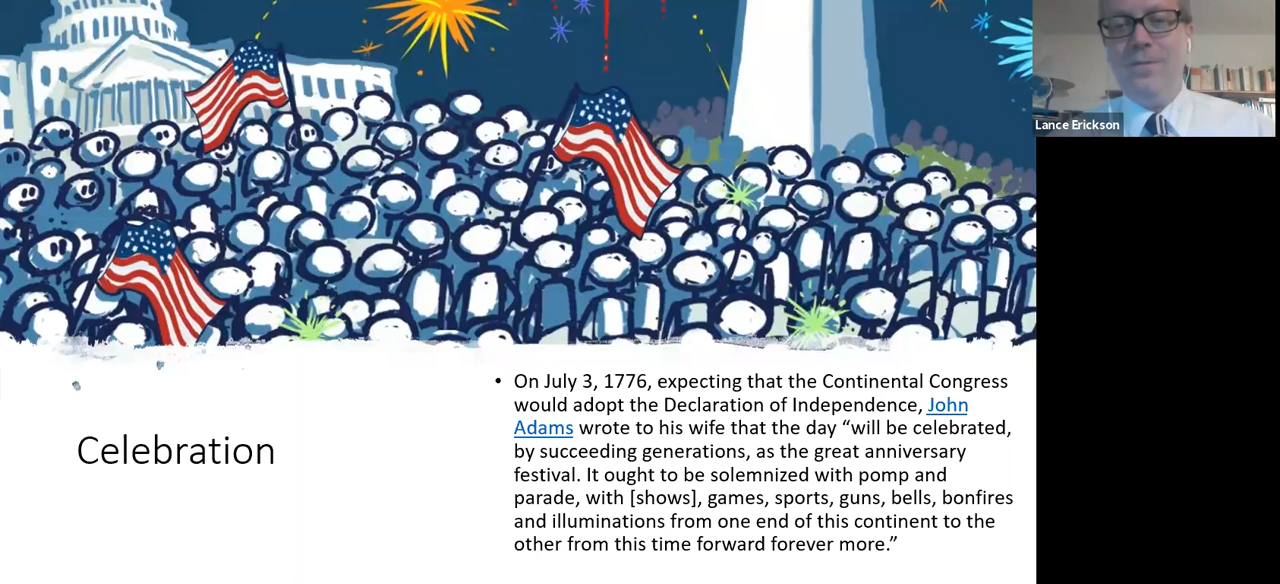 Lance Erickson
Celebration
• On July 3, 1776, expecting that the Continental Congress
would adopt the Declaration of Independence, John
Adams wrote to his wife that the day “will be celebrated,
by succeeding generations, as the great anniversary
festival. It ought to be solemnized with pomp and
parade, with [shows], games, sports, guns, bells, bonfires
and illuminations from one end of this continent to the
other from this time forward forever more.”